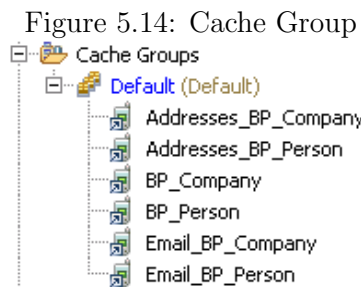 Figure 5.14: Cache Group
Cache Groups
Default (Default)
Addresses_BP_Company
Addresses_BP_Person
BP_Company
BP_Person
Email_BP_Company
Email_BP_Person